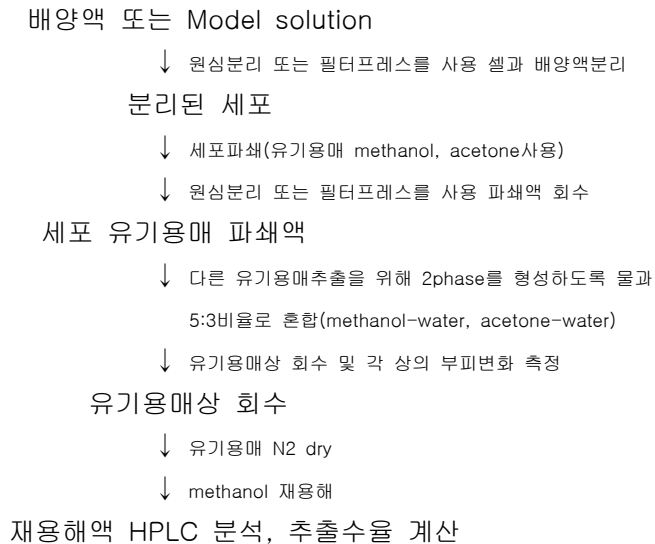 배양액 또는 Model solution
↓ 원심분리 또는 필터프레스를 사용 셀과 배양액분리
분리된 세포
↓ 세포파쇄(유기용매 methanol, acetone사용)
↓ 원심분리 또는 필터프레스를 사용 파쇄액 회수
세포 유기용매 파쇄액
↓ 다른 유기용매추출을 위해 2phase를 형성하도록 물과
5:3비율로 혼합(methanol-water, acetone-water)
↓ 유기용매상 회수 및 각 상의 부피변화 측정
유기용매상 회수
↓ 유기용매 N2 dry
↓ methanol 재용해
재용해액 HPLC 분석, 추출수율 계산